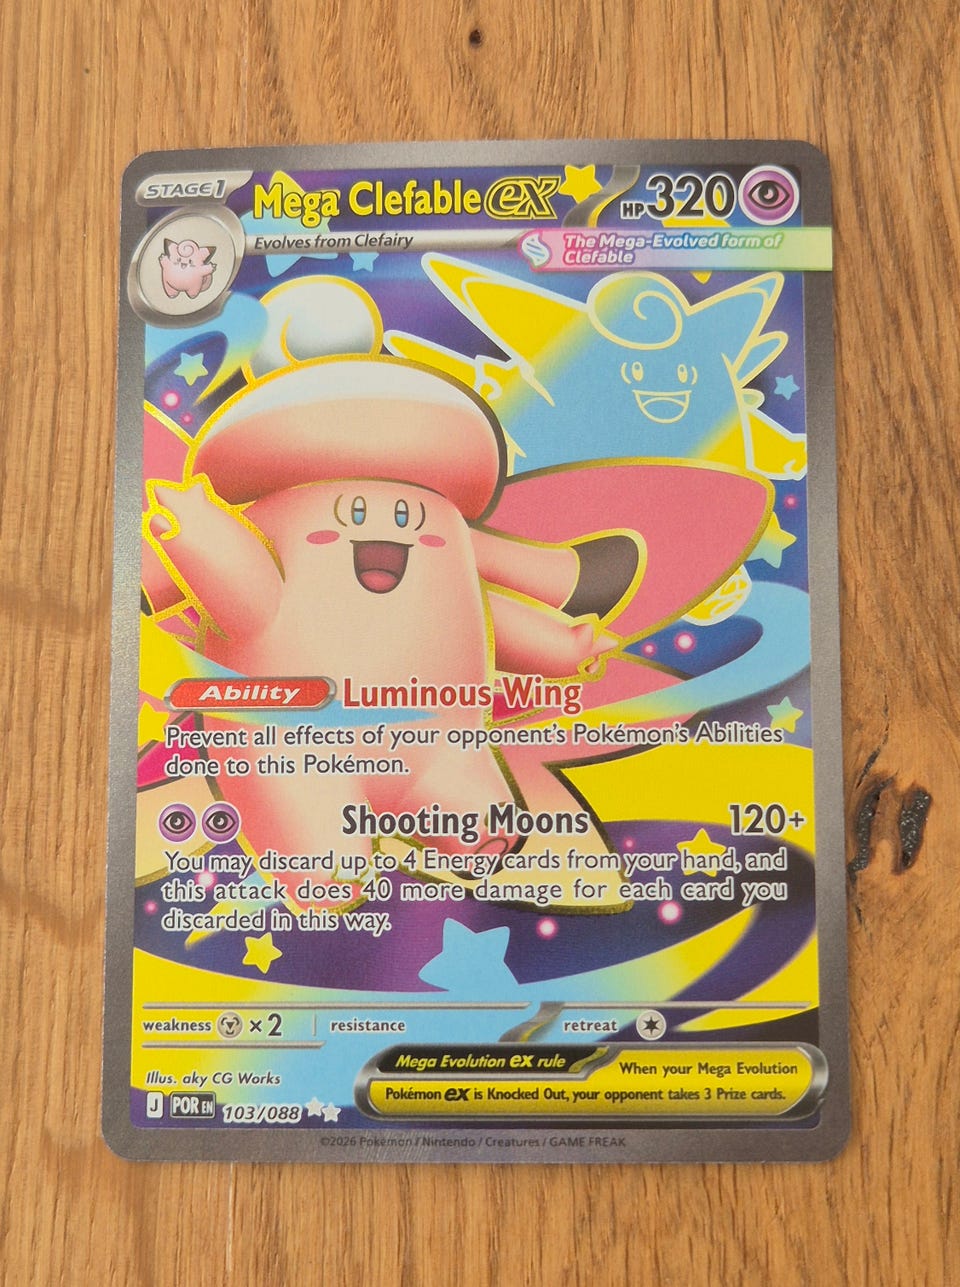 STAGE1
Mega Clefable ex
HP320
Evolves from Clefairy
The Mega-Evolved form of
Clefable
Ability Luminous Wing
Prevent all effects of your opponent's Pokémon's Abilities
done to this Pokémon.
Shooting Moons 120+
You may discard up to 4 Energy cards from your hand, and
this attack does 40 more damage for each card you
discarded in this way.
weakness ×2 resistance retreat
Mega Evolution ex rule
When your Mega Evolution
Pokémon ex is Knocked Out, your opponent takes 3 Prize cards.
Illus. aky CG Works
J POR EN 103/088
©2026 Pokémon / Nintendo / Creatures / GAME FREAK